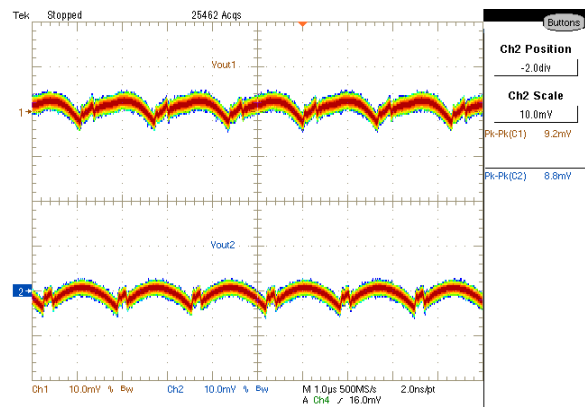 Tek Stopped 25462 Acqs
Buttons
Vout1
Ch2 Position
-2.0div
Ch2 Scale
10.0mV
1
Pk-Pk(C1) 9.2mV
Pk-Pk(C2) 8.8mV
Vout2
2
Ch1 10.0mV Bw Ch2 10.0mV Bw M 1.0µs 500MS/s 2.0ns/pt
A Ch4 16.0mV